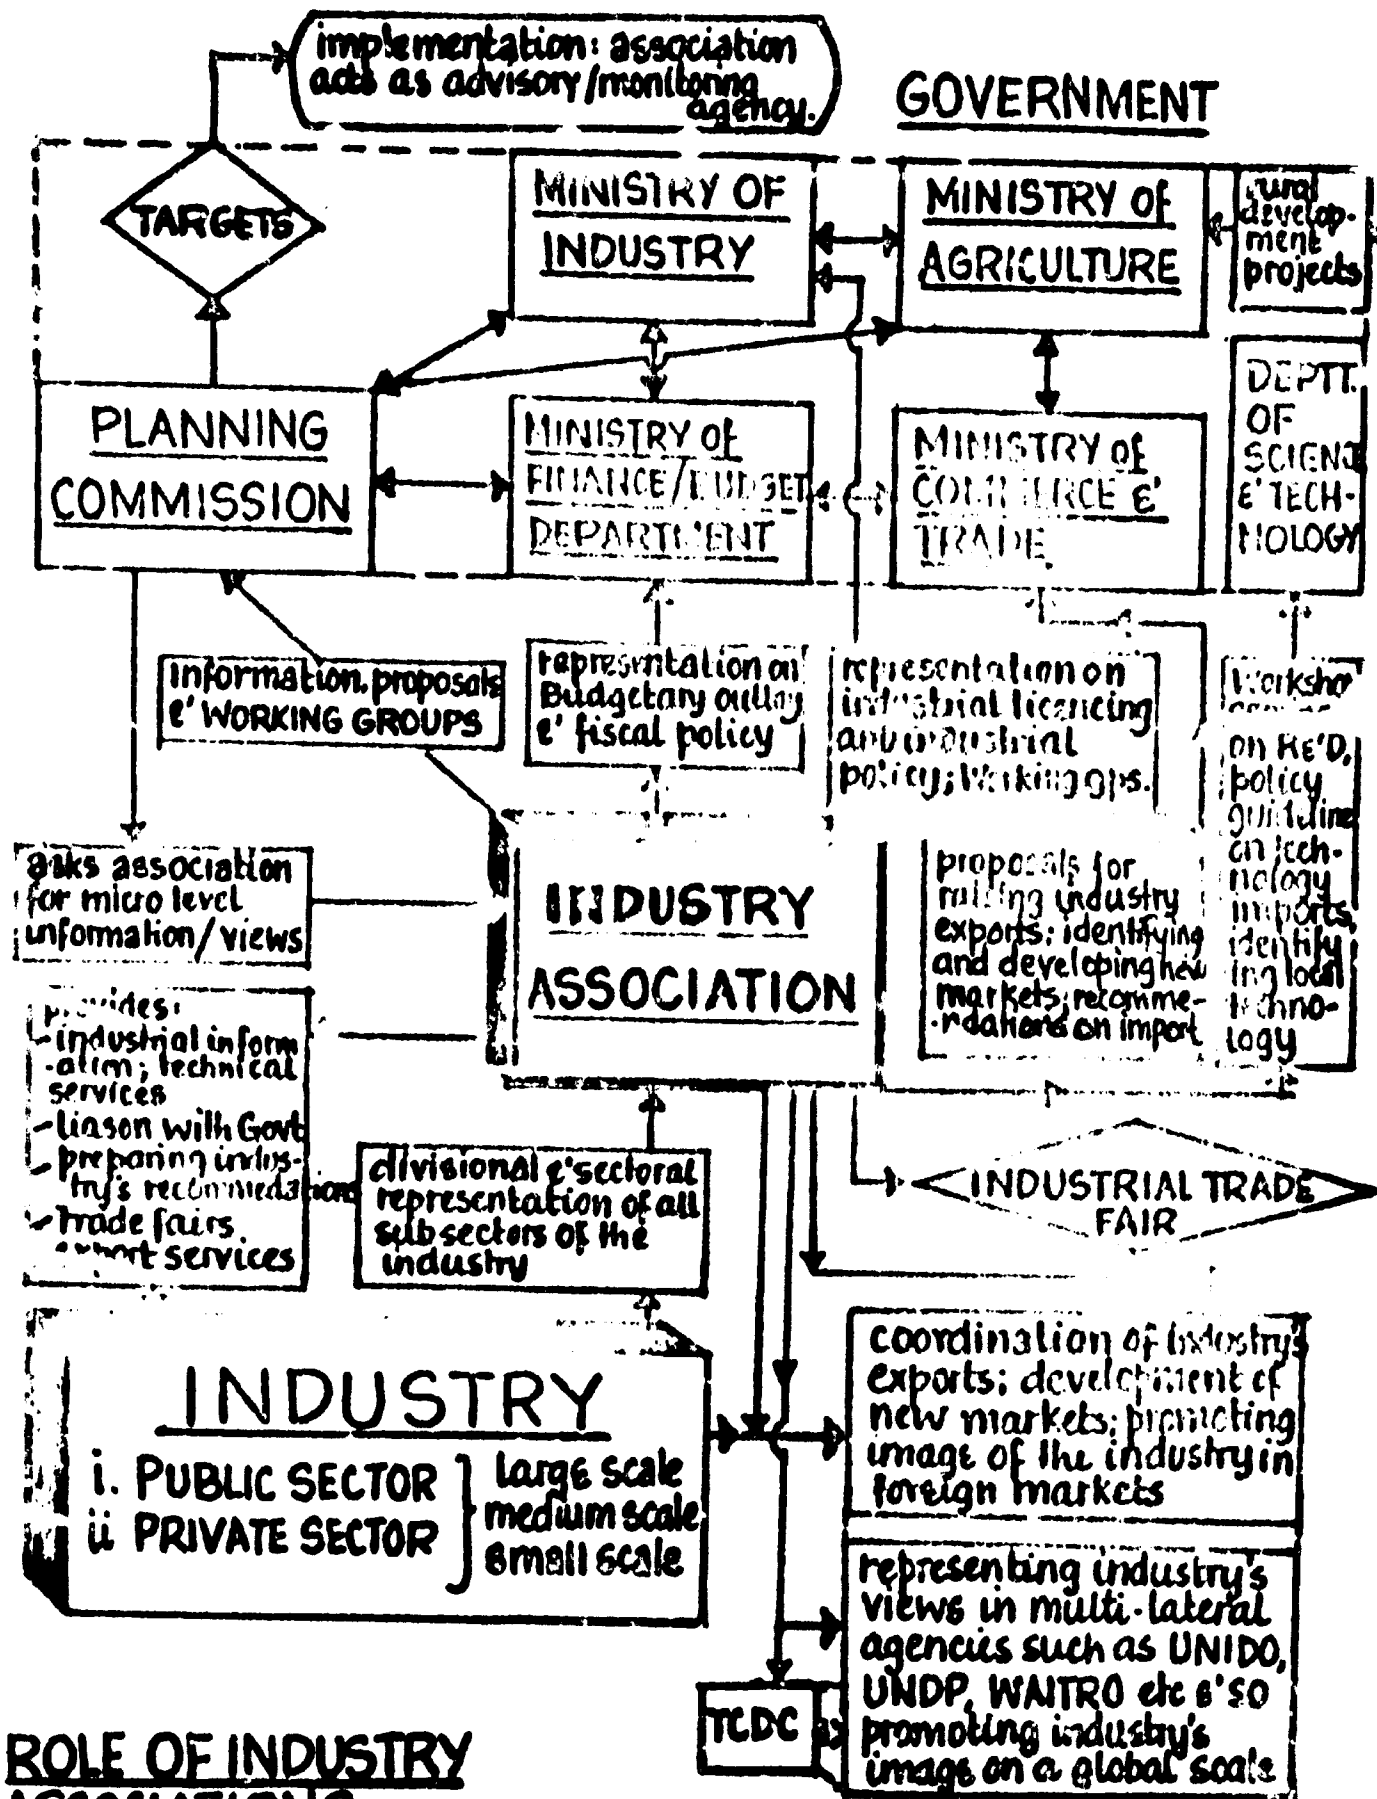 implementation: association
acts as advisory/monitoring
agency.
GOVERNMENT
TARGETS
MINISTRY OF
INDUSTRY
MINISTRY OF
AGRICULTURE
rural
develop-
ment
projects
PLANNING
COMMISSION
MINISTRY OF
FINANCE/BUDGET
DEPARTMENT
MINISTRY OF
COMMERCE &
TRADE
DEPTT.
OF
SCIENC
& TECH-
NOLOGY
Information, proposals
& WORKING GROUPS
representation on
Budgetary outlay
& fiscal policy
representation on
industrial licencing
and industrial
policy; Working gps.
Worksho
on R&D,
policy
guideline
on tech-
nology
imports,
identify
ing local
techno-
logy
asks association
for micro level
information/views
INDUSTRY
ASSOCIATION
proposals for
raising industry
exports; identifying
and developing new
markets; recomme-
-ndations on import
provides:
- industrial inform
-ation; technical
services
- liason with Govt
- preparing indus-
try's recommedations
- trade fairs
services
divisional & sectoral
representation of all
sub sectors of the
industry
INDUSTRIAL TRADE
FAIR
INDUSTRY
i. PUBLIC SECTOR
ii PRIVATE SECTOR
large scale
medium scale
small scale
coordination of industry's
exports; development of
new markets; promoting
image of the industry in
foreign markets
representing industry's
views in multi-lateral
agencies such as UNIDO,
UNDP, WAITRO etc & so
promoting industry's
image on a global scale
TCDC
ROLE OF INDUSTRY
ASSOCIATIONS